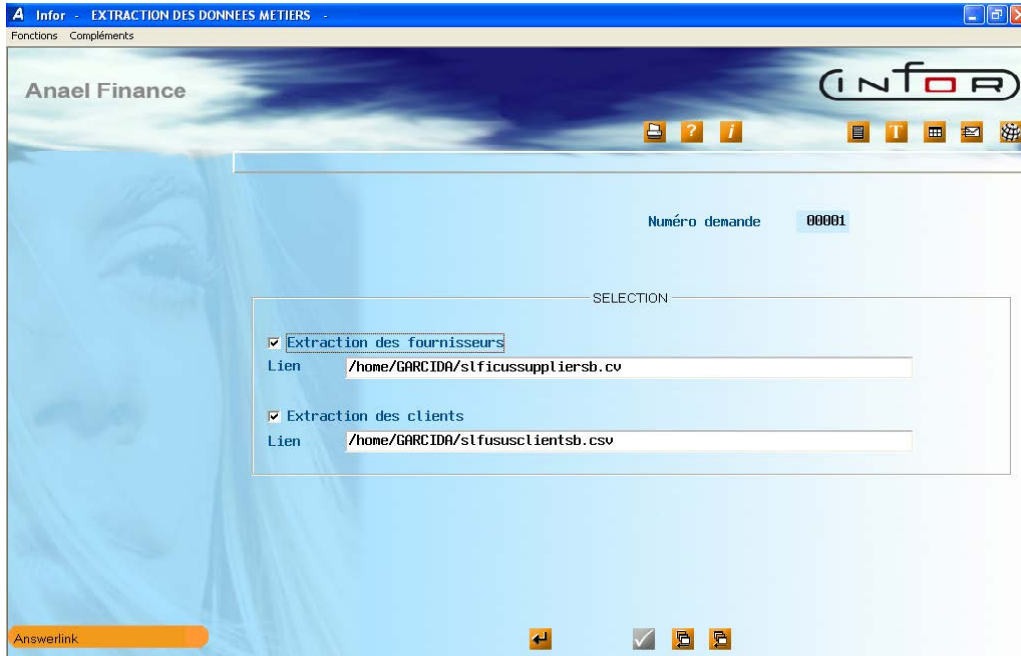 A Infor - EXTRACTION DES DONNEES METIERS -
Fonctions Compléments
Anael Finance
infor
? i T
Numéro demande 00001
SELECTION
Extraction des fournisseurs
Lien /home/GARCIDA/slficussuppliersb.cv
Extraction des clients
Lien /home/GARCIDA/slfususclientsb.csv
Answerlink